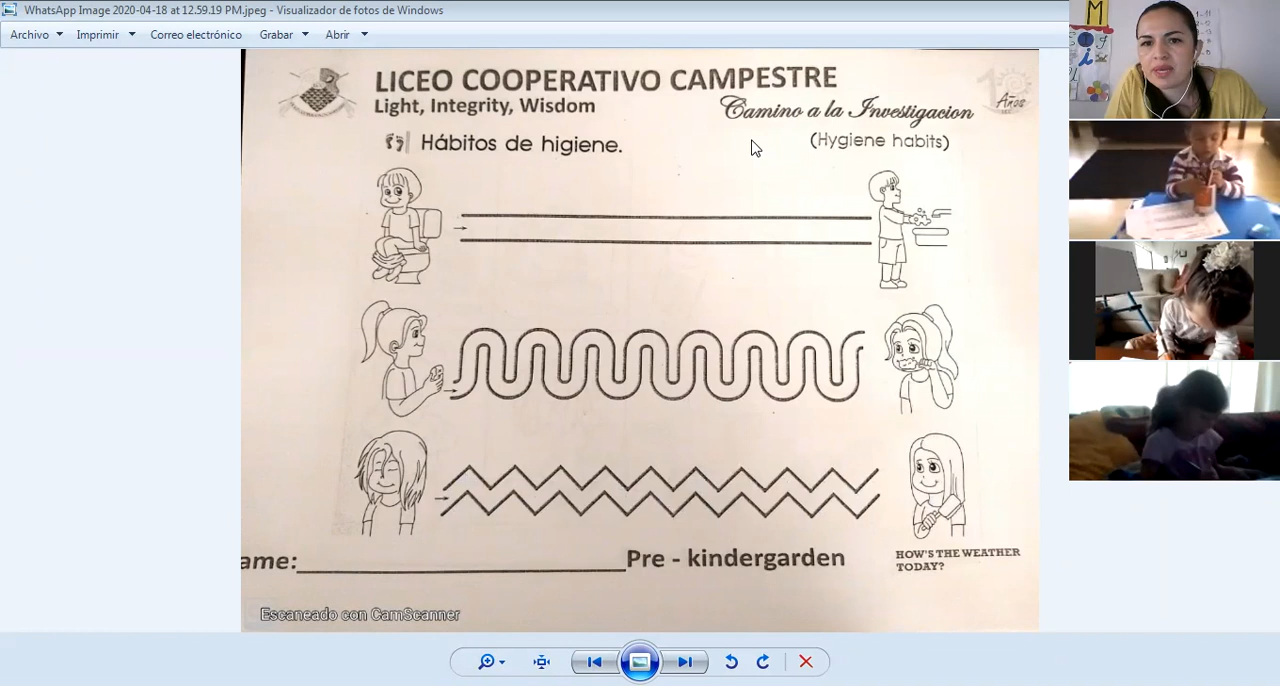 WhatsApp Image 2020-04-18 at 12.59.19 PM.jpeg - Visualizador de fotos de Windows
Archivo Imprimir Correo electrónico Grabar Abrir
LICEO COOPERATIVO CAMPESTRE
Light, Integrity, Wisdom
Camino a la Investigacion
10 Años
Hábitos de higiene.
(Hygiene habits)
ame:______________________Pre - kindergarden
HOW'S THE WEATHER
TODAY?
Escaneado con CamScanner
M